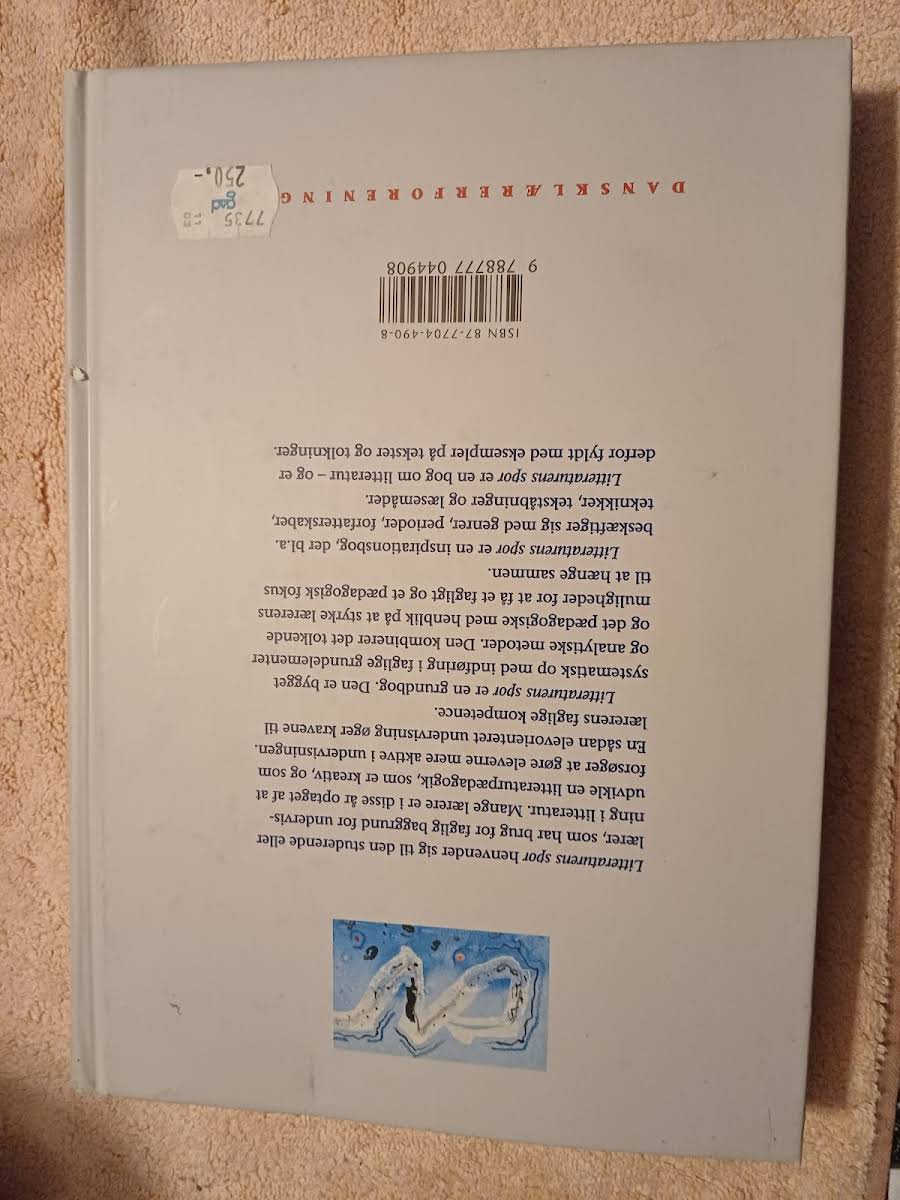 Litteraturens spor henvender sig til den studerende eller
lærer, som har brug for faglig baggrund for undervis-
ning i litteratur. Mange lærere er i disse år optaget af at
udvikle en litteraturpædagogik, som er kreativ, og som
forsøger at gøre eleverne mere aktive i undervisningen.
En sådan elevorienteret undervisning øger kravene til
lærerens faglige kompetence.
Litteraturens spor er en grundbog. Den er bygget
systematisk op med indføring i faglige grundelementer
og analytiske metoder. Den kombinerer det tolkende
og det pædagogiske med henblik på at styrke lærerens
muligheder for at få et fagligt og et pædagogisk fokus
til at hænge sammen.
Litteraturens spor er en inspirationsbog, der bl.a.
beskæftiger sig med genrer, perioder, forfatterskaber,
teknikker, tekståbninger og læsemåder.
Litteraturens spor er en bog om litteratur – og er
derfor fyldt med eksempler på tekster og tolkninger.
ISBN 87-7704-490-8
9 788777 044908
DANSKLÆRERFORENING
7735
gad
250,-